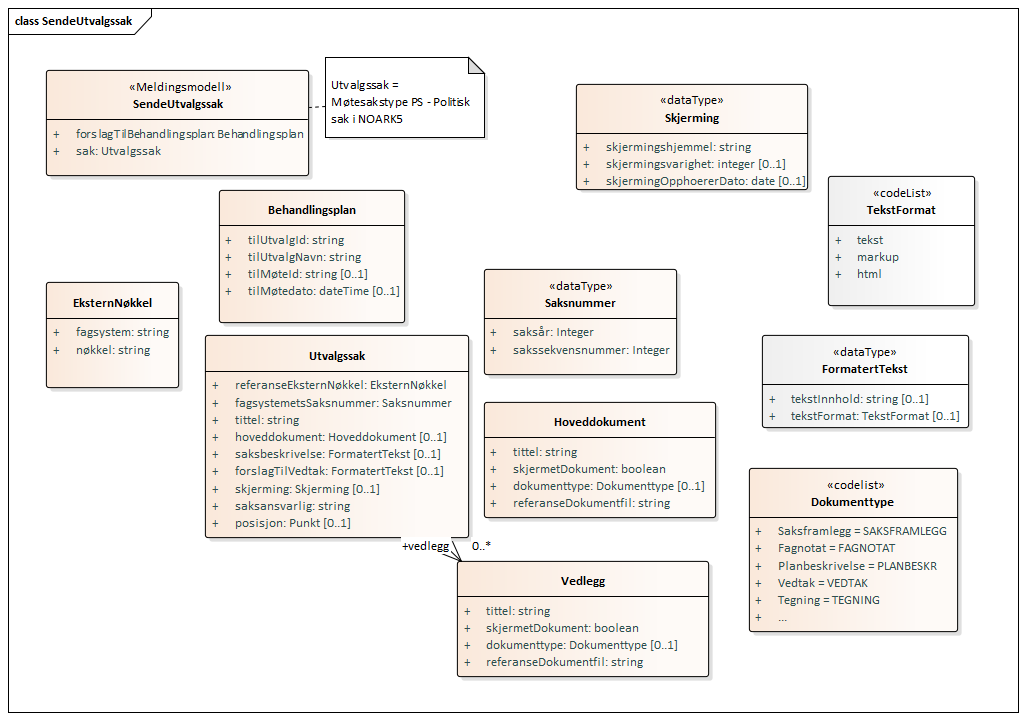 class SendeUtvalgssak
«Meldingsmodell»
SendeUtvalgssak
+ forslagTilBehandlingsplan: Behandlingsplan
+ sak: Utvalgssak
Utvalgssak =
Møtesakstype PS - Politisk
sak i NOARK5
«dataType»
Skjerming
+ skjermingshjemmel: string
+ skjermingsvarighet: integer [0..1]
+ skjermingOpphoererDato: date [0..1]
«codeList»
TekstFormat
+ tekst
+ markup
+ html
Behandlingsplan
+ tilUtvalgId: string
+ tilUtvalgNavn: string
+ tilMøteId: string [0..1]
+ tilMøtedato: dateTime [0..1]
EksternNøkkel
+ fagsystem: string
+ nøkkel: string
«dataType»
Saksnummer
+ saksår: Integer
+ sakssekvensnummer: Integer
Utvalgssak
+ referanseEksternNøkkel: EksternNøkkel
+ fagsystemetsSaksnummer: Saksnummer
+ tittel: string
+ hoveddokument: Hoveddokument [0..1]
+ saksbeskrivelse: FormatertTekst [0..1]
+ forslagTilVedtak: FormatertTekst [0..1]
+ skjerming: Skjerming [0..1]
+ saksansvarlig: string
+ posisjon: Punkt [0..1]
«dataType»
FormatertTekst
+ tekstInnhold: string [0..1]
+ tekstFormat: TekstFormat [0..1]
Hoveddokument
+ tittel: string
+ skjermetDokument: boolean
+ dokumenttype: Dokumenttype [0..1]
+ referanseDokumentfil: string
«codelist»
Dokumenttype
+ Saksframlegg = SAKSFRAMLEGG
+ Fagnotat = FAGNOTAT
+ Planbeskrivelse = PLANBESKR
+ Vedtak = VEDTAK
+ Tegning = TEGNING
+ ...
+vedlegg 0..*
Vedlegg
+ tittel: string
+ skjermetDokument: boolean
+ dokumenttype: Dokumenttype [0..1]
+ referanseDokumentfil: string